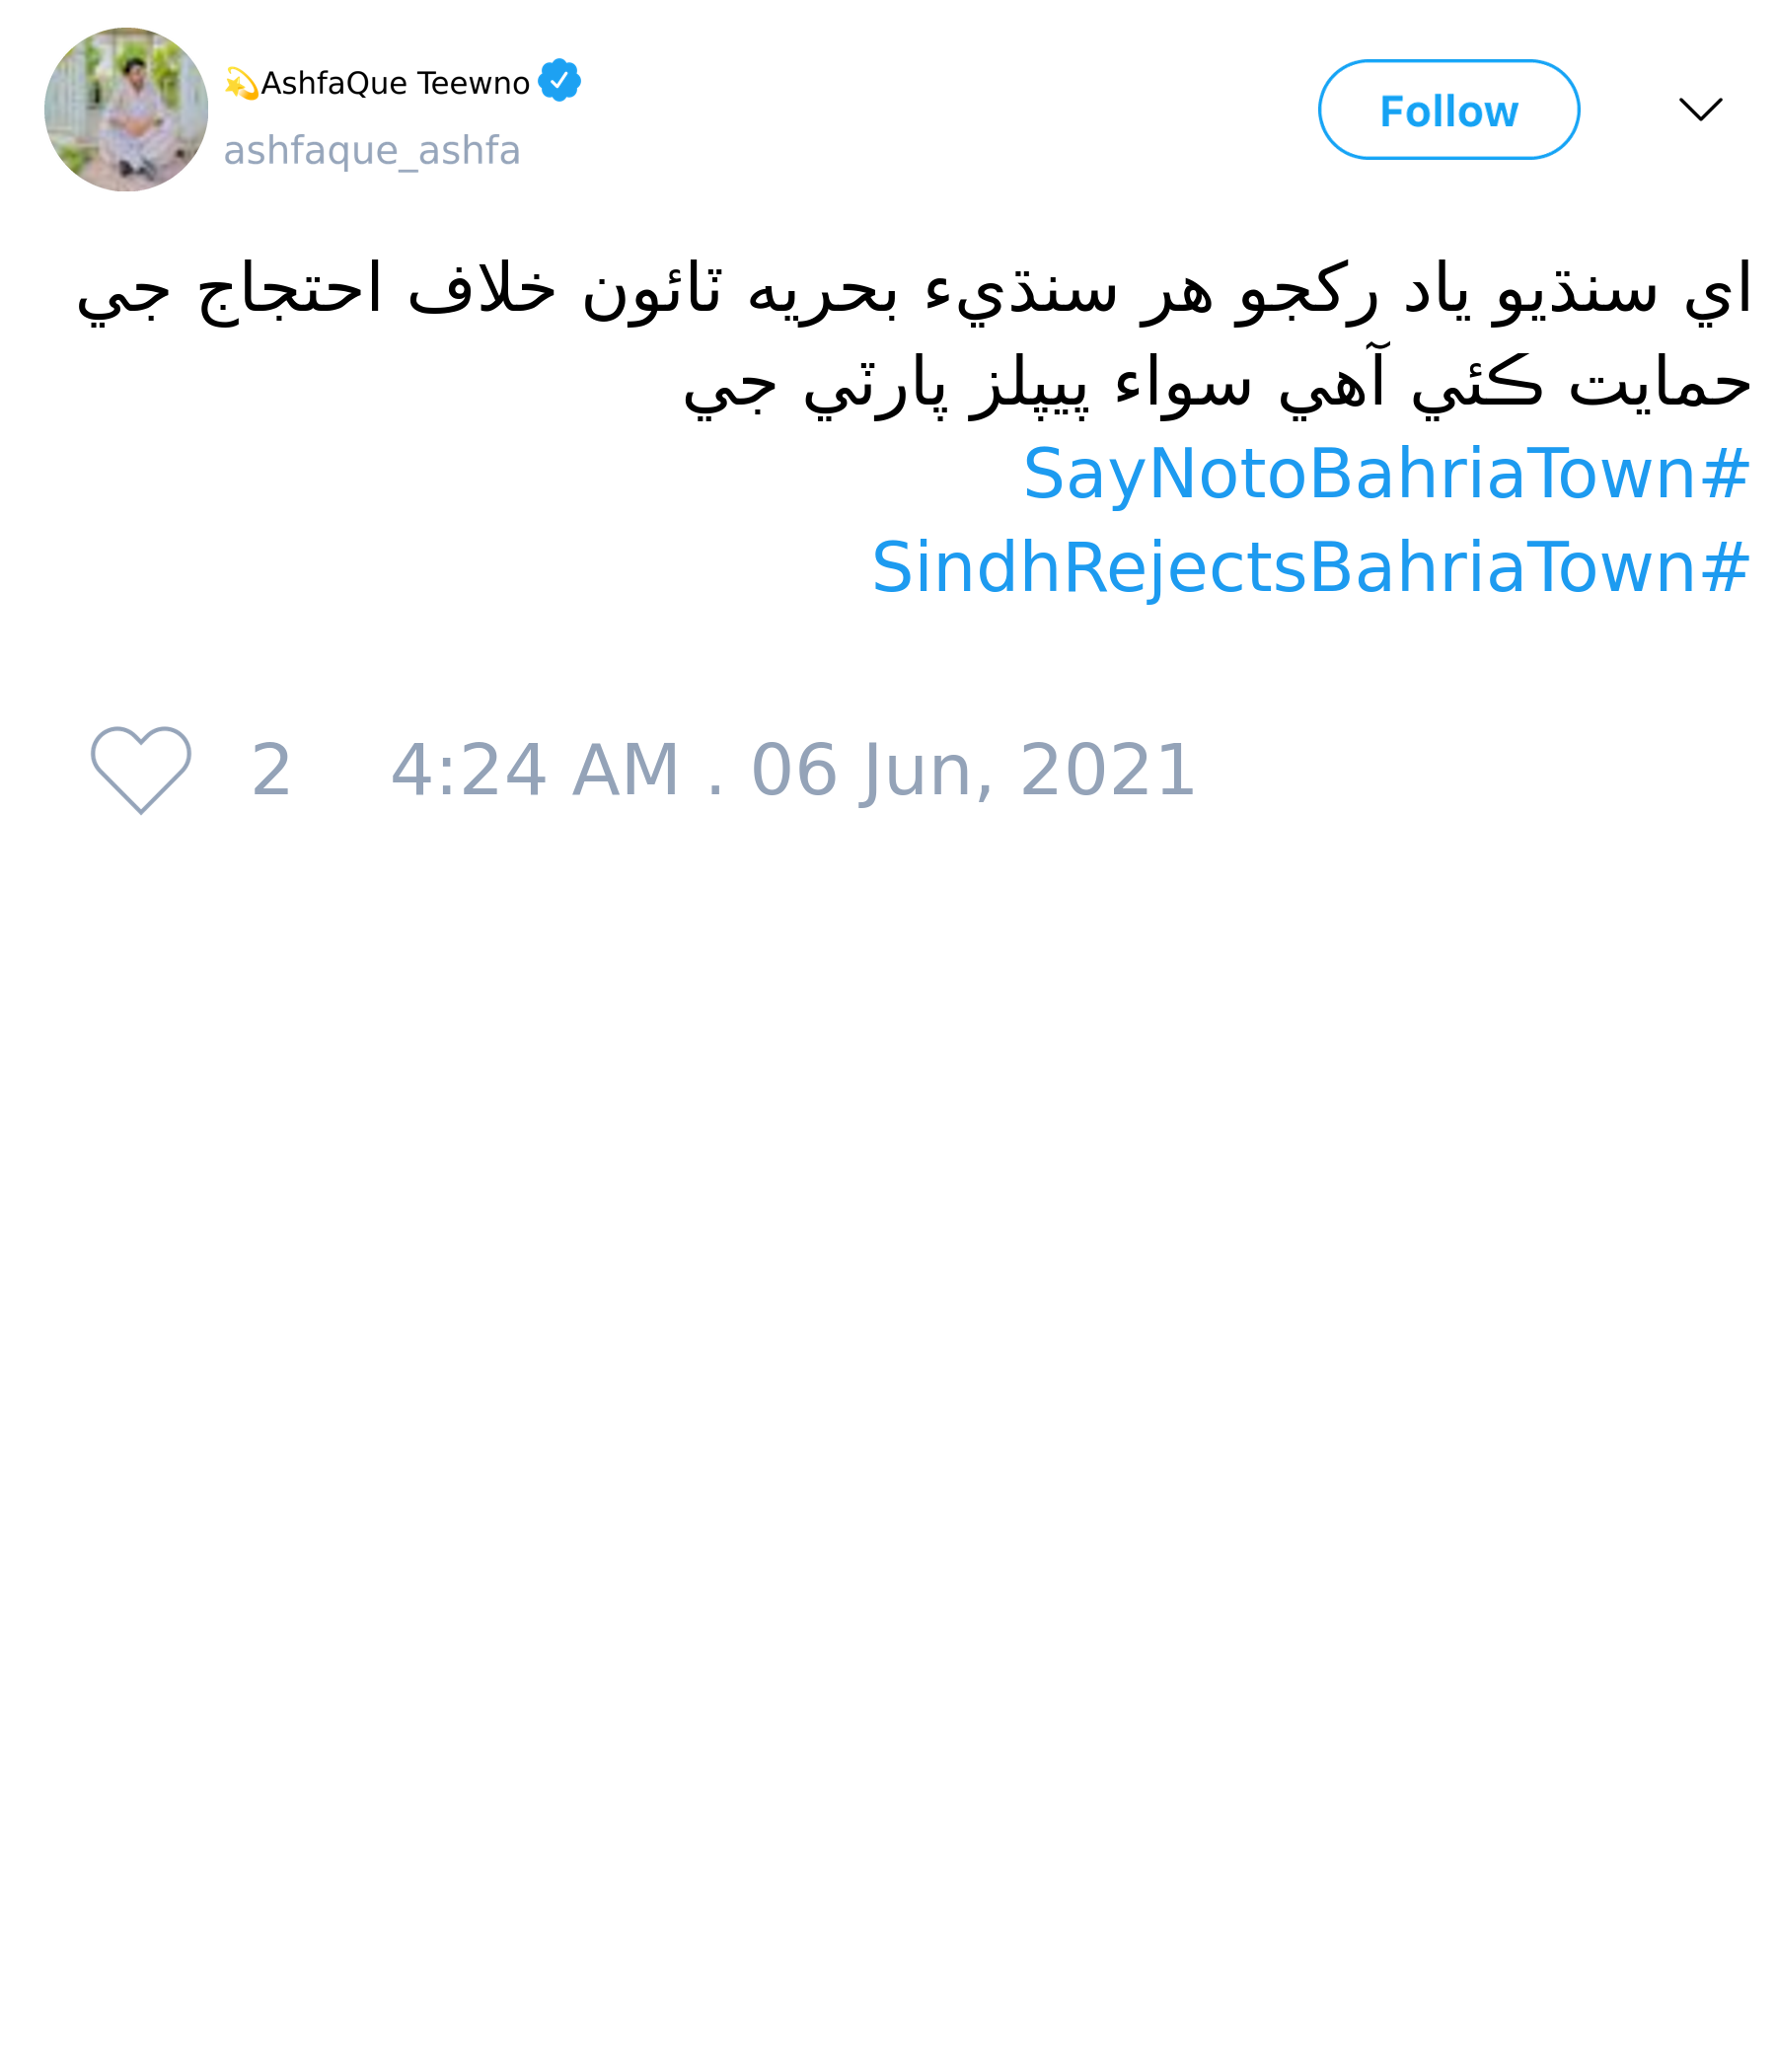 💫AshfaQue Teewno
ashfaque_ashfa
Follow
اي سنڌيو ياد رکجو هر سنڌيء بحريه ٽائون خلاف احتجاج جي
حمايت ڪئي آهي سواء پيپلز پارٽي جي
#SayNotoBahriaTown
#SindhRejectsBahriaTown
2 4:24 AM . 06 Jun, 2021